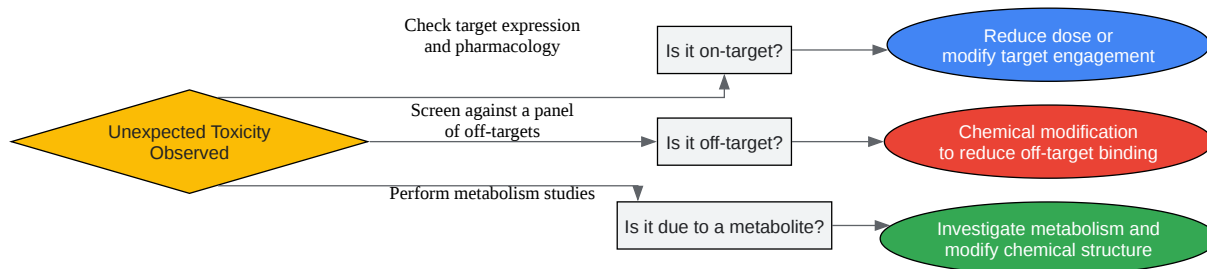 Check target expression
and pharmacology
Is it on-target?
Reduce dose or
modify target engagement
Unexpected Toxicity
Observed
Screen against a panel
of off-targets
Is it off-target?
Chemical modification
to reduce off-target binding
Perform metabolism studies
Is it due to a metabolite?
Investigate metabolism and
modify chemical structure